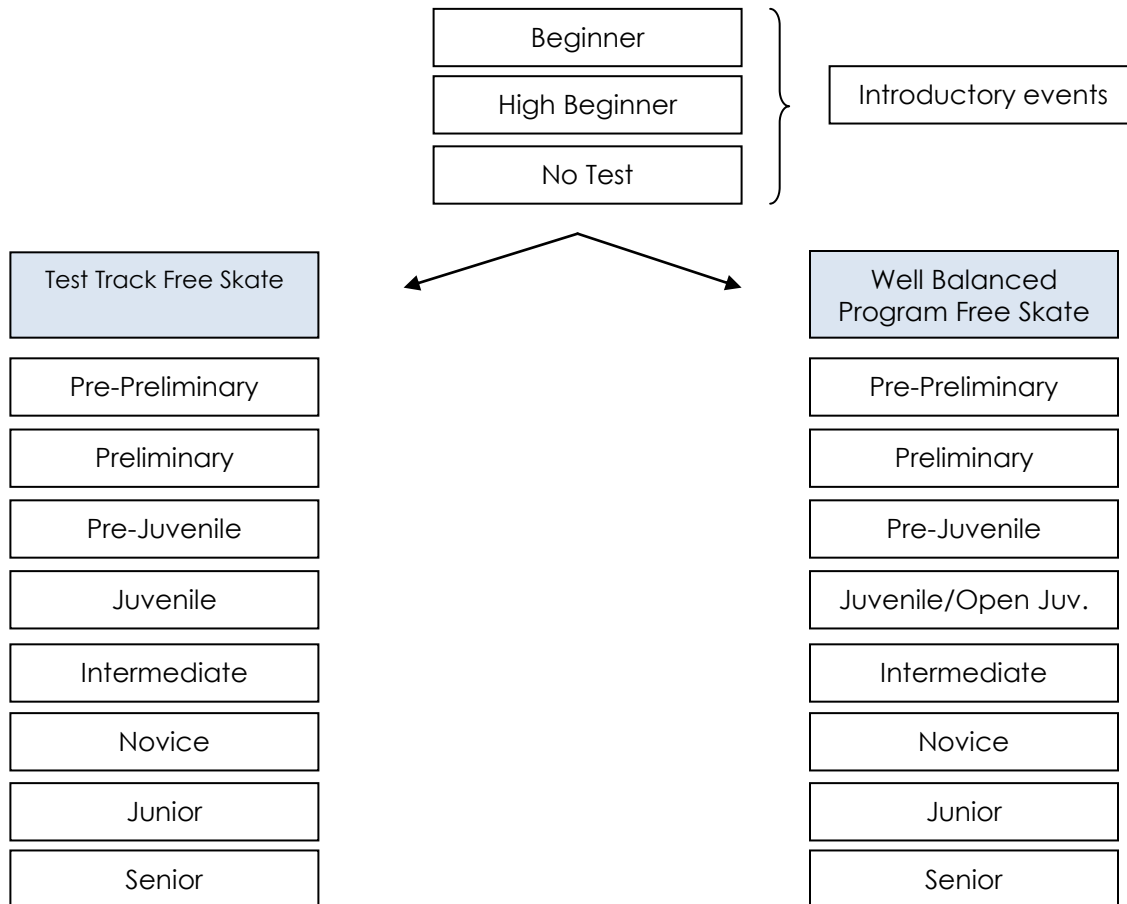 Beginner
High Beginner
Introductory events
No Test
Test Track Free Skate
Well Balanced
Program Free Skate
Pre-Preliminary
Preliminary
Pre-Juvenile
Juvenile
Intermediate
Novice
Junior
Senior
Pre-Preliminary
Preliminary
Pre-Juvenile
Juvenile/Open Juv.
Intermediate
Novice
Junior
Senior